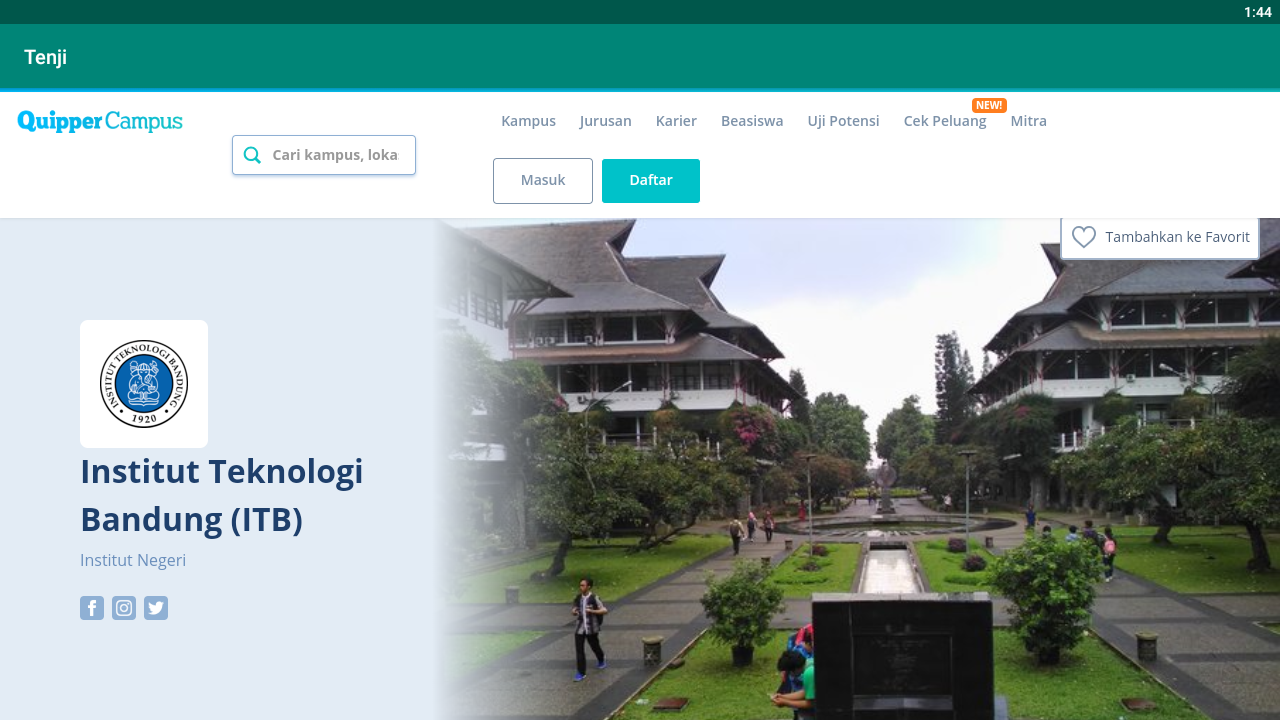 1:44
Tenji
Quipper Campus
Cari kampus, loka
Kampus
Jurusan
Karier
Beasiswa
Uji Potensi
Cek Peluang
NEW!
Mitra
Masuk
Daftar
Tambahkan ke Favorit
INSTITUT TEKNOLOGI BANDUNG
1920
Institut Teknologi
Bandung (ITB)
Institut Negeri